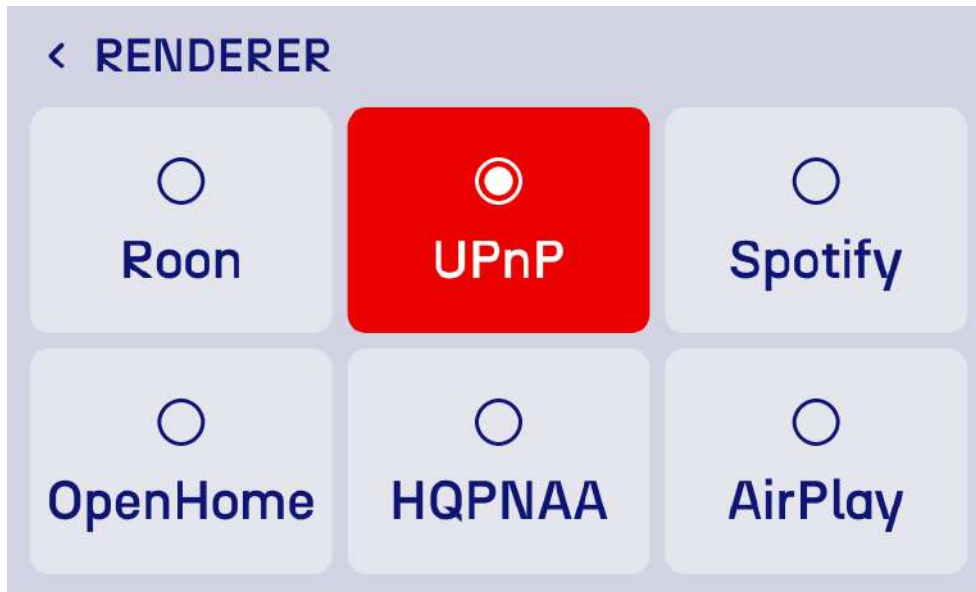 < RENDERER
Roon
UPnP
Spotify
OpenHome
HQPNAA
AirPlay